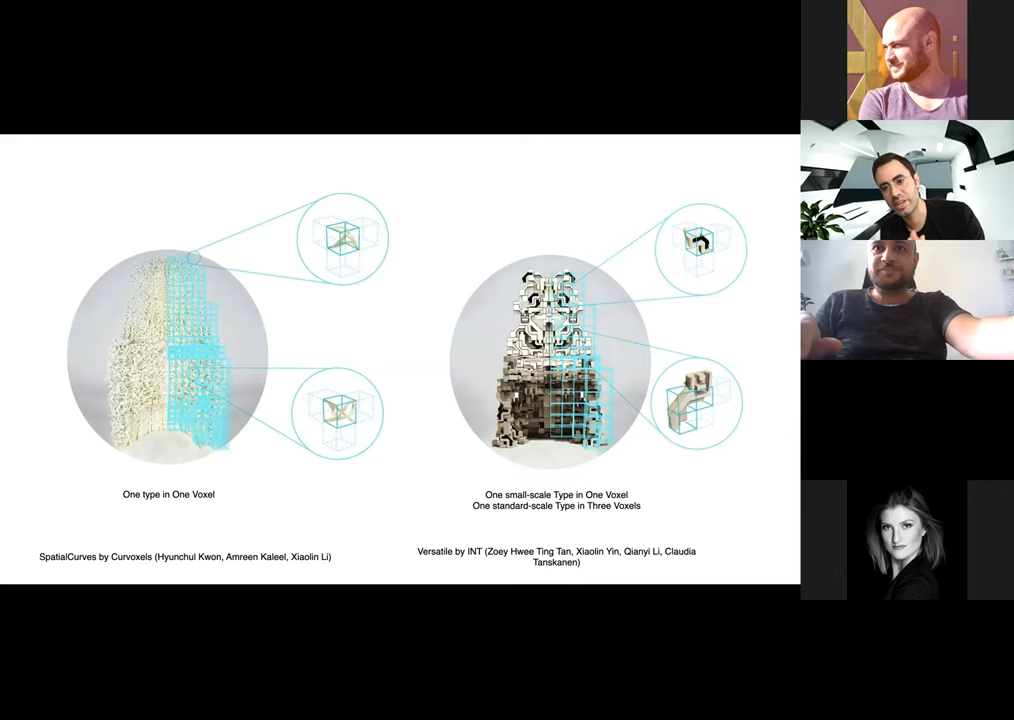 One type in One Voxel
One small-scale Type in One Voxel
One standard-scale Type in Three Voxels
SpatialCurves by Curvoxels (Hyunchul Kwon, Amreen Kaleel, Xiaolin Li)
Versatile by INT (Zoey Hwee Ting Tan, Xiaolin Yin, Qianyi Li, Claudia
Tanskanen)